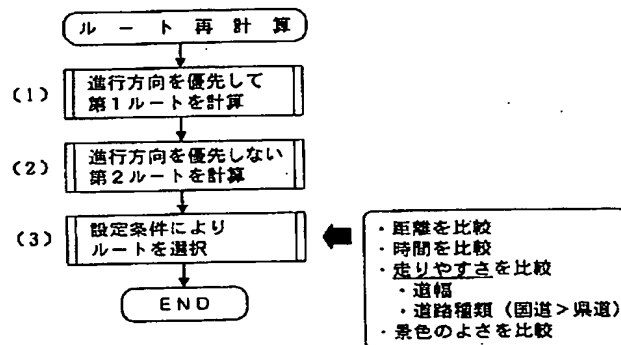 ルート再計算
(1)
進行方向を優先して
第1ルートを計算
(2)
進行方向を優先しない
第2ルートを計算
(3)
設定条件により
ルートを選択
END
・距離を比較
・時間を比較
・走りやすさを比較
・道幅
・道路種類（国道＞県道）
・景色のよさを比較